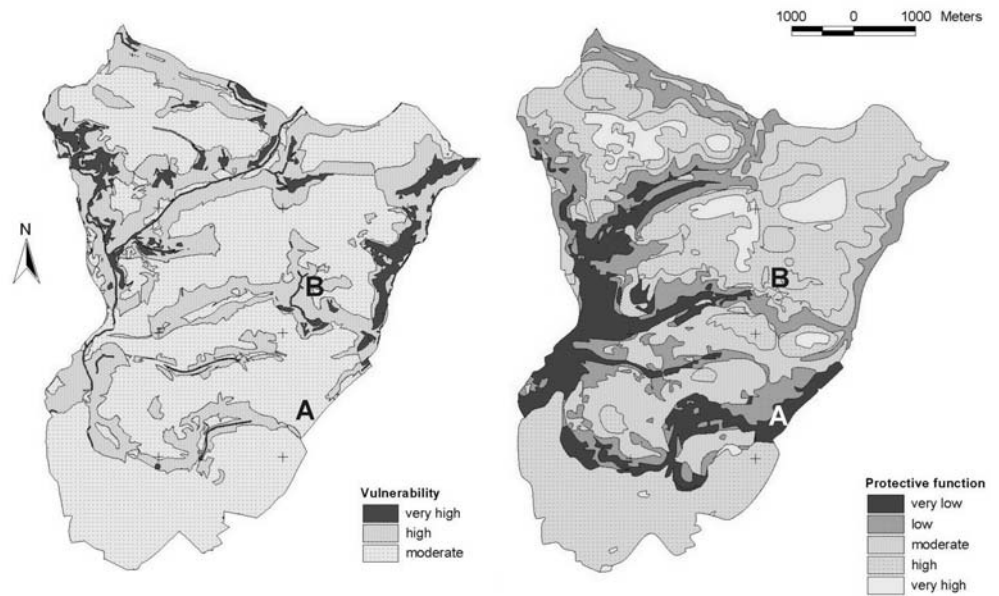 1000 0 1000 Meters
N
B
A
Vulnerability
very high
high
moderate
B
A
Protective function
very low
low
moderate
high
very high